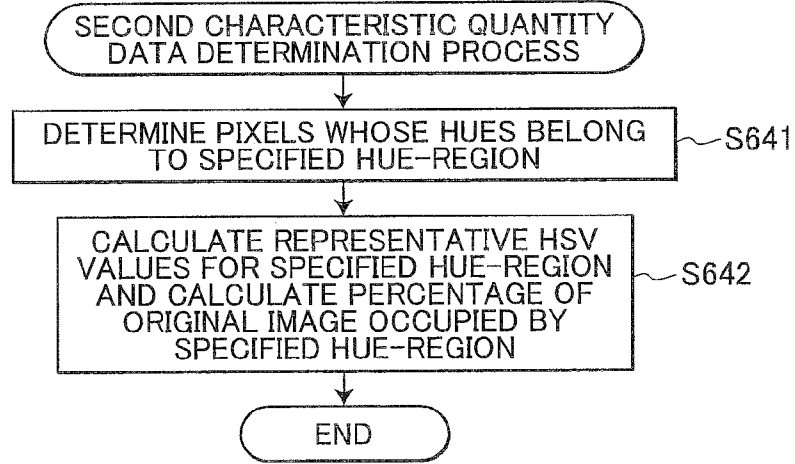 SECOND CHARACTERISTIC QUANTITY
DATA DETERMINATION PROCESS
DETERMINE PIXELS WHOSE HUES BELONG
TO SPECIFIED HUE-REGION
S641
CALCULATE REPRESENTATIVE HSV
VALUES FOR SPECIFIED HUE-REGION
AND CALCULATE PERCENTAGE OF
ORIGINAL IMAGE OCCUPIED BY
SPECIFIED HUE-REGION
S642
END